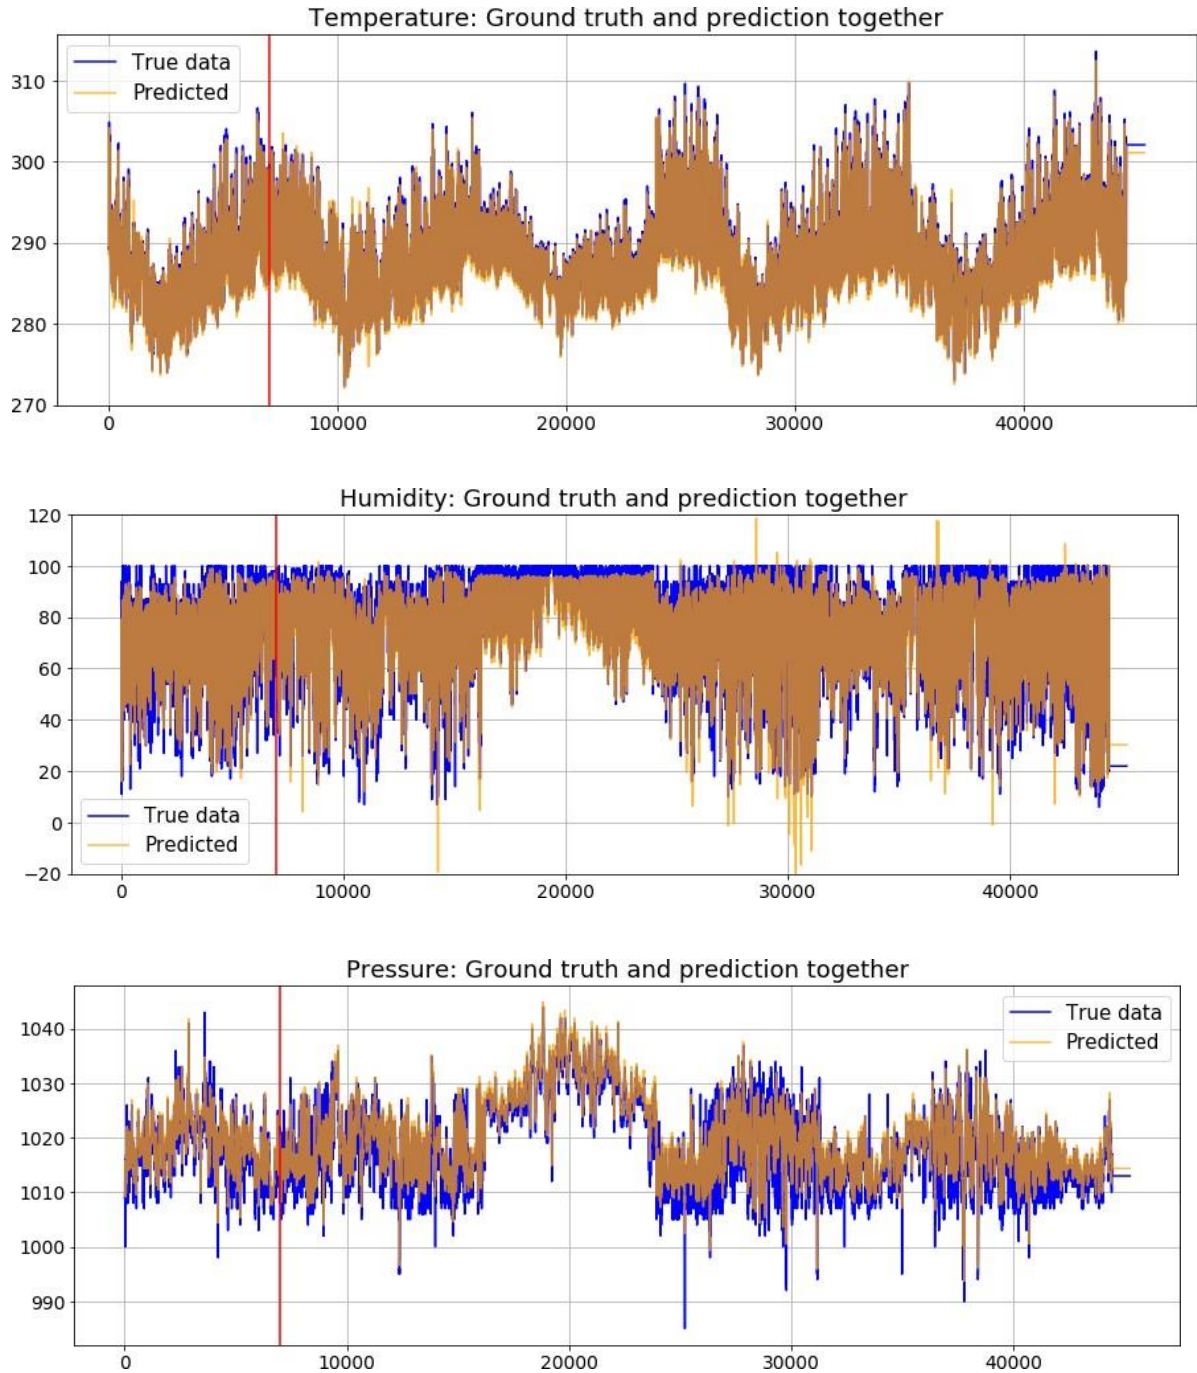 Temperature: Ground truth and prediction together
True data
Predicted
310
300
290
280
270
0 10000 20000 30000 40000
Humidity: Ground truth and prediction together
120
100
80
60
40
20
0
−20
True data
Predicted
0 10000 20000 30000 40000
Pressure: Ground truth and prediction together
True data
Predicted
1040
1030
1020
1010
1000
990
0 10000 20000 30000 40000